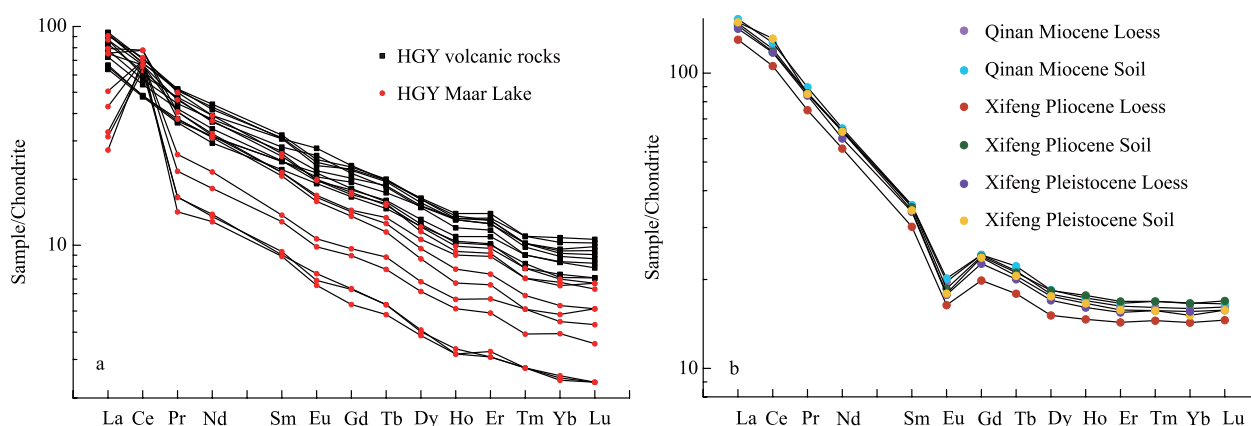 100
10
Sample/Chondrite
HGY volcanic rocks
HGY Maar Lake
a
La Ce Pr Nd Sm Eu Gd Tb Dy Ho Er Tm Yb Lu
100
10
Sample/Chondrite
Qinan Miocene Loess
Qinan Miocene Soil
Xifeng Pliocene Loess
Xifeng Pliocene Soil
Xifeng Pleistocene Loess
Xifeng Pleistocene Soil
b
La Ce Pr Nd Sm Eu Gd Tb Dy Ho Er Tm Yb Lu